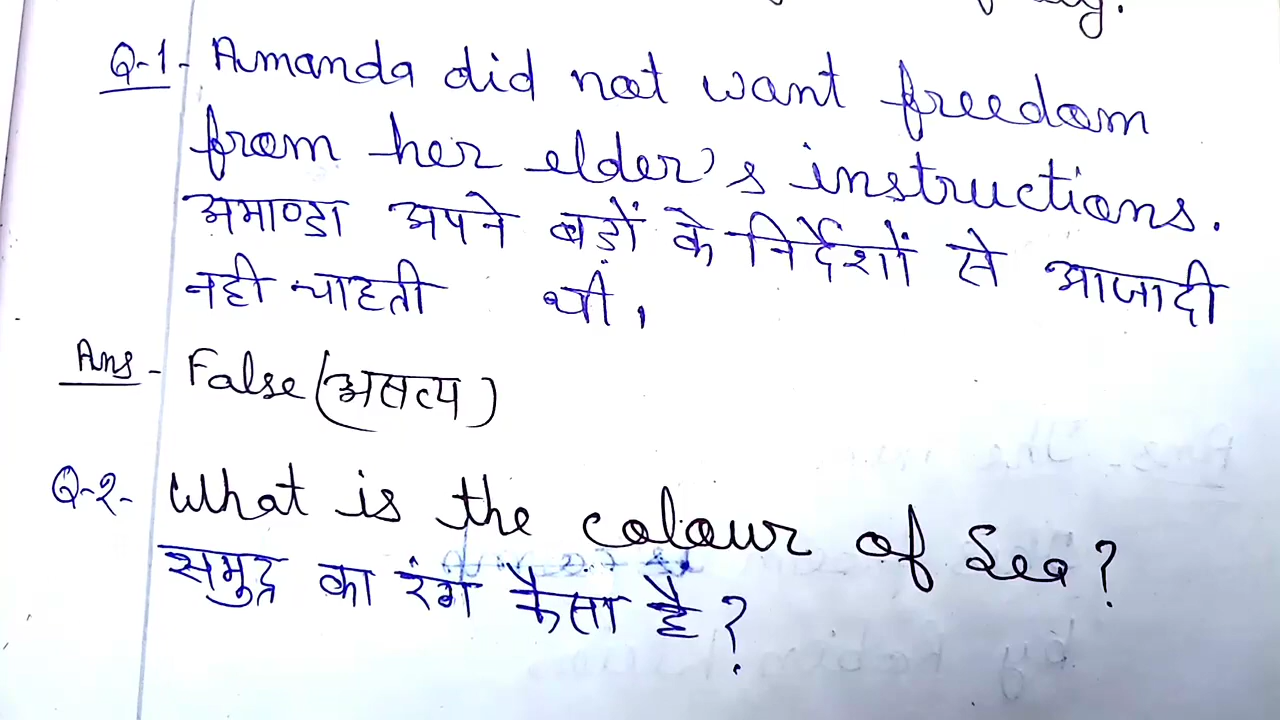 Q-1- Amanda did not want freedom
from her elder's instructions.
अमाण्डा अपने बड़ों के निर्देशों से आजादी
नही चाहती थी।
Ans - False (असत्य)
Q-2- What is the colour of Sea?
समुद्र का रंग कैसा है?